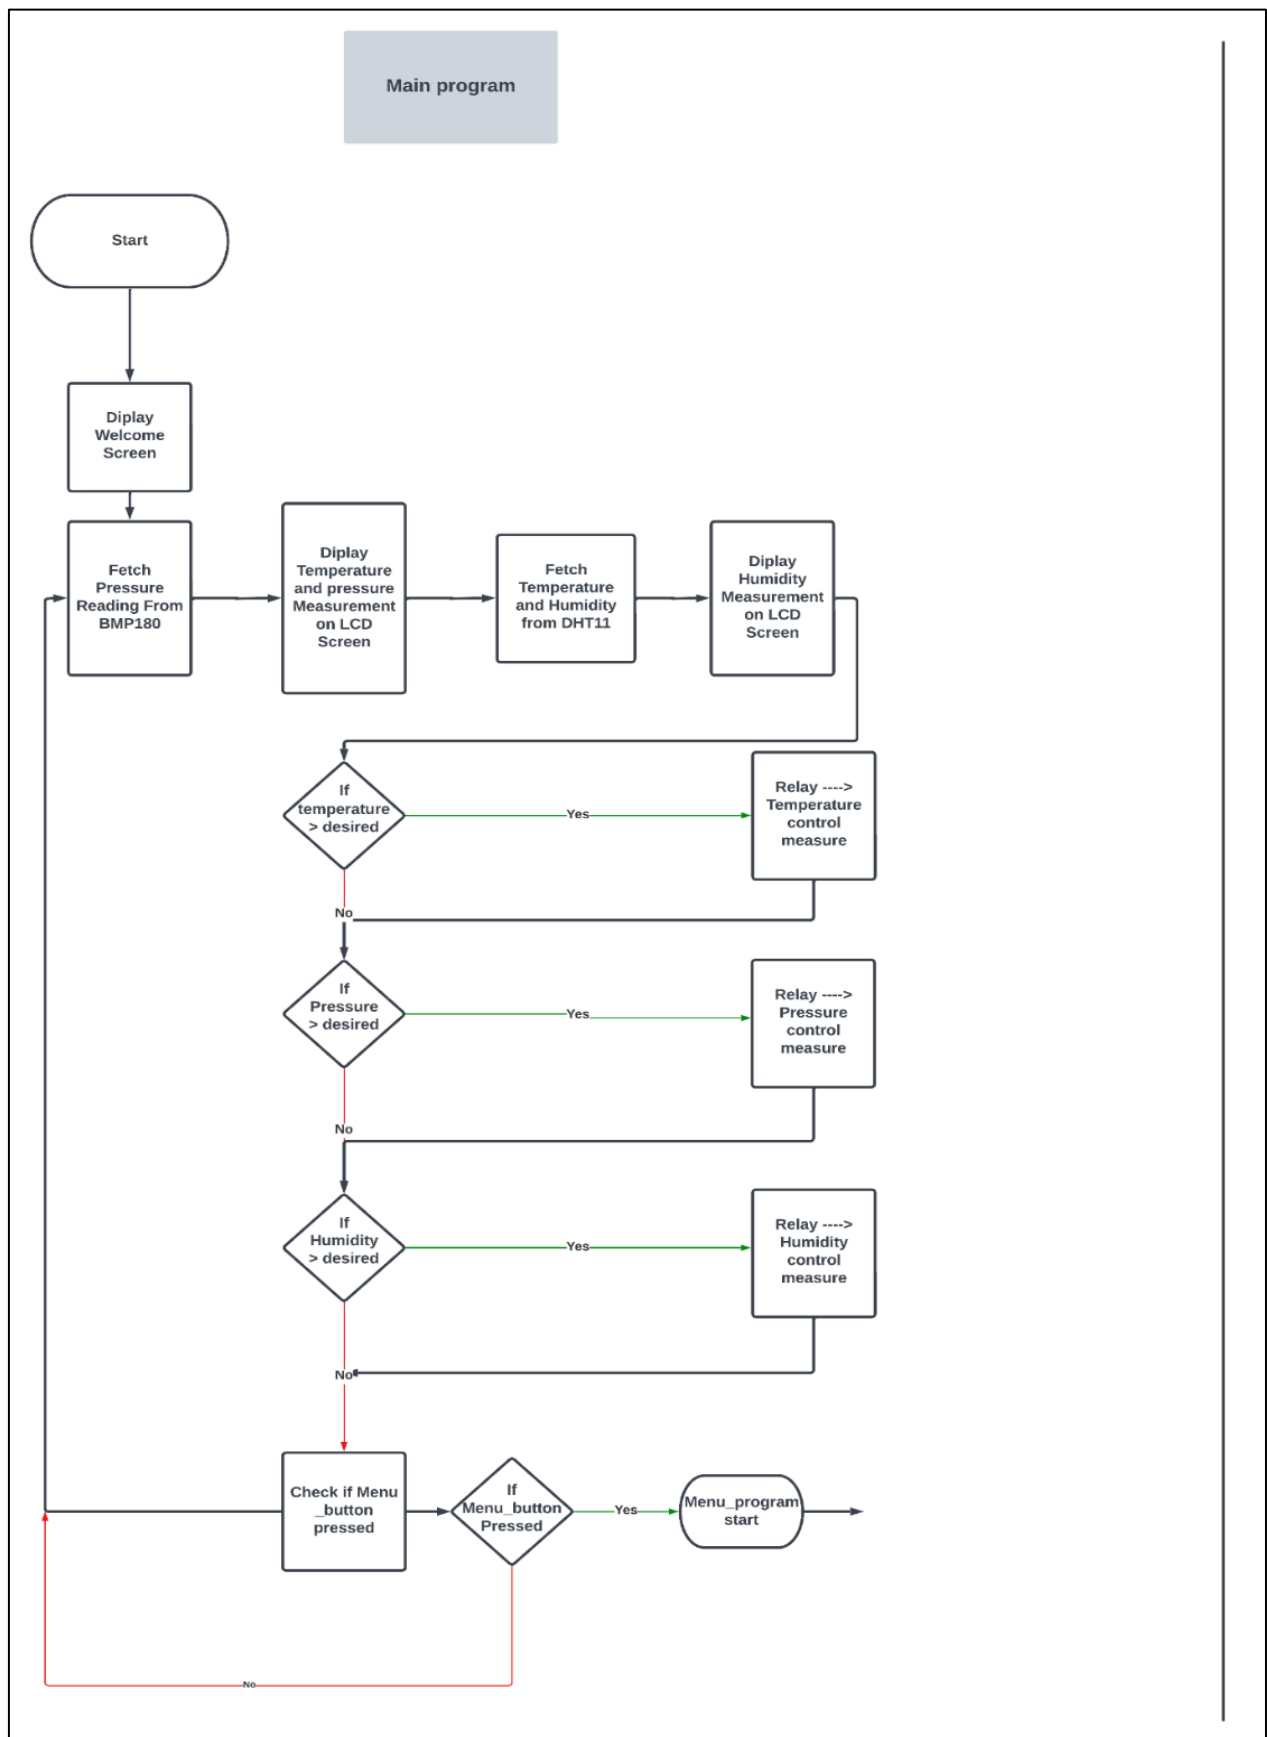 Main program
Start
Diplay
Welcome
Screen
Fetch
Pressure
Reading From
BMP180
Diplay
Temperature
and pressure
Measurement
on LCD
Screen
Fetch
Temperature
and Humidity
from DHT11
Diplay
Humidity
Measurement
on LCD
Screen
If
temperature
> desired
Yes
Relay ---->
Temperature
control
measure
No
If
Pressure
> desired
Yes
Relay ---->
Pressure
control
measure
No
If
Humidity
> desired
Yes
Relay ---->
Humidity
control
measure
No
Check if Menu
_button
pressed
If
Menu_button
Pressed
Yes
Menu_program
start
No